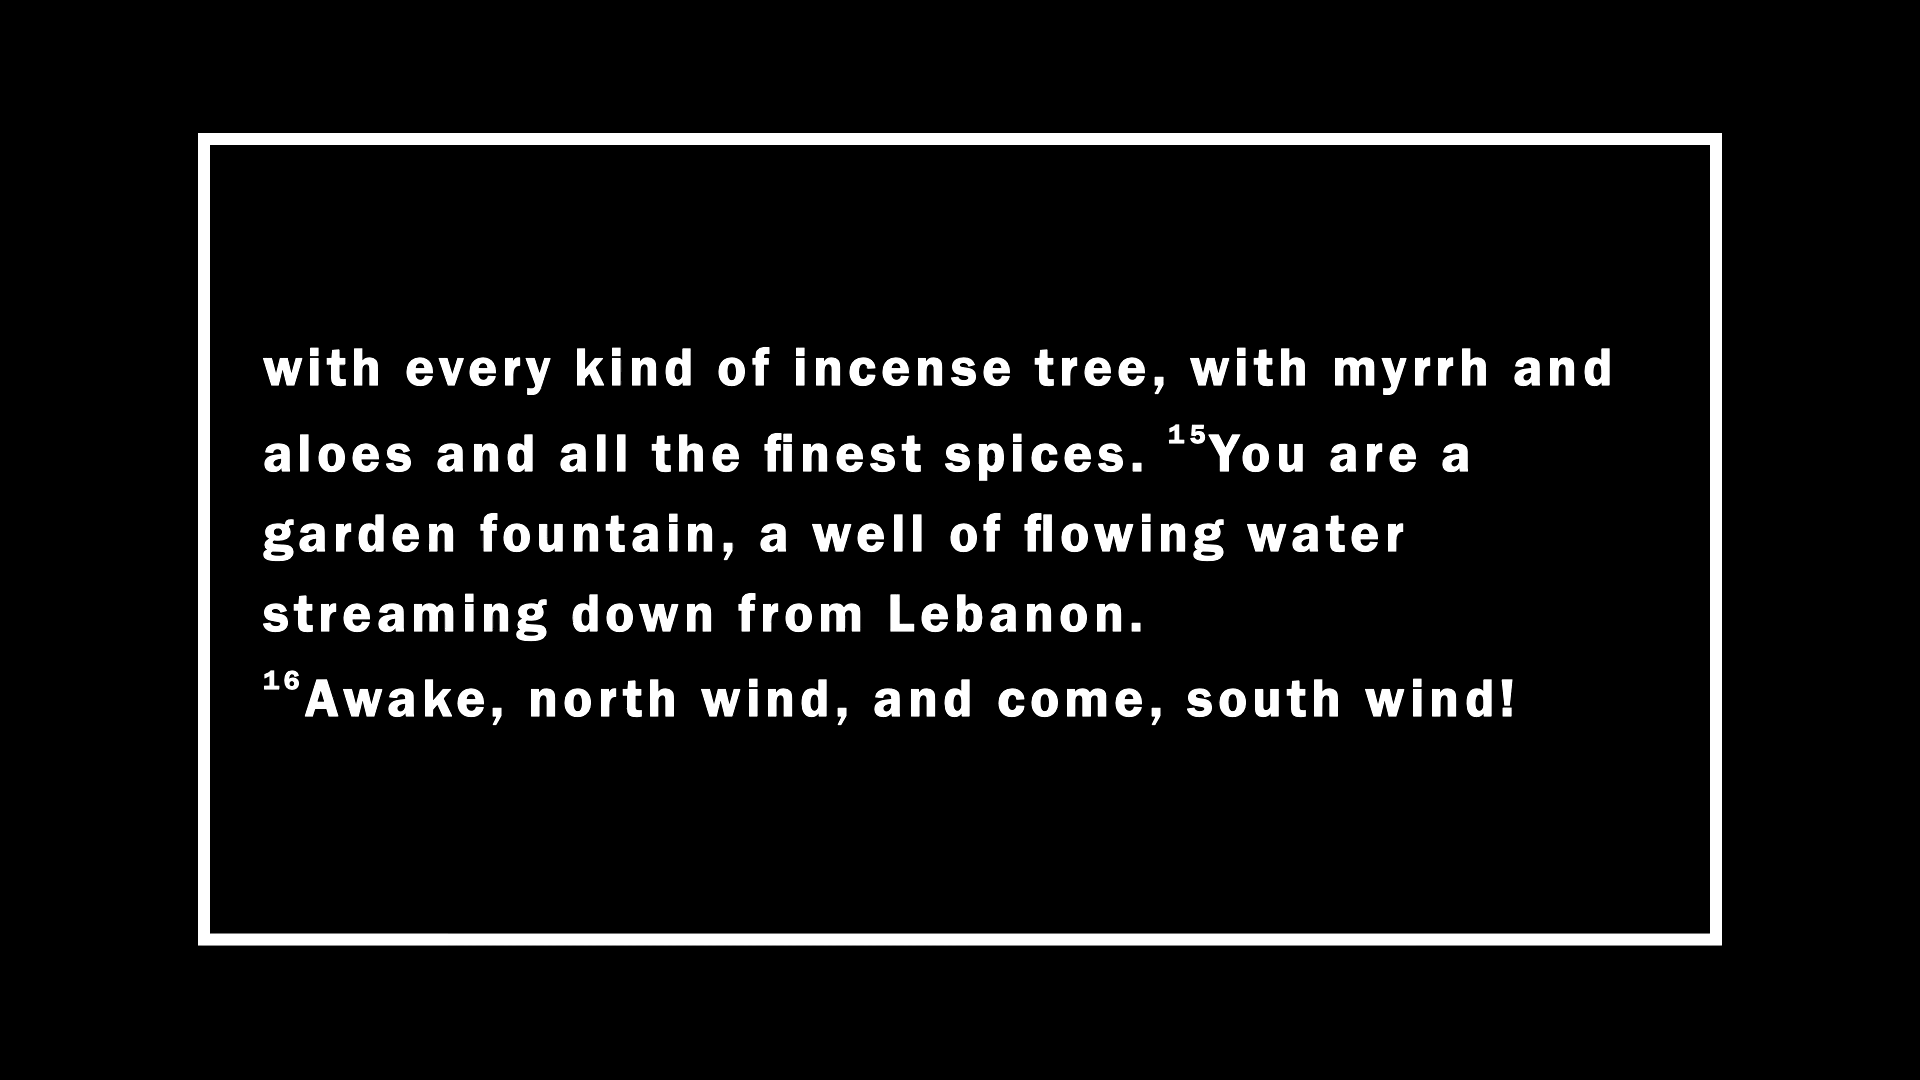 with every kind of incense tree, with myrrh and
aloes and all the finest spices. ¹⁵You are a
garden fountain, a well of flowing water
streaming down from Lebanon.
¹⁶Awake, north wind, and come, south wind!